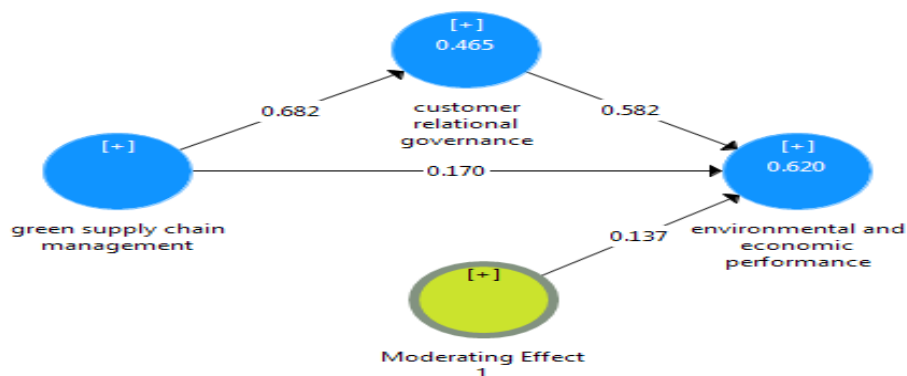 [+]
0.465
customer
relational
governance
0.682
0.582
[+]
green supply chain
management
0.170
[+]
0.620
environmental and
economic
performance
0.137
[+]
Moderating Effect
1